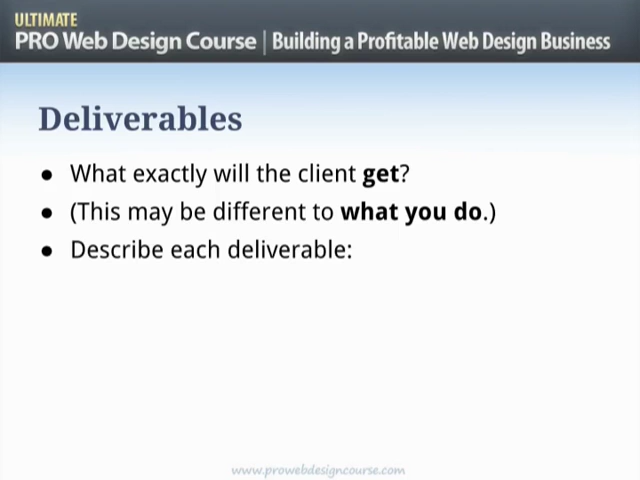 ULTIMATE
PRO Web Design Course | Building a Profitable Web Design Business
Deliverables
● What exactly will the client get?
● (This may be different to what you do.)
● Describe each deliverable:
www.prowebdesigncourse.com